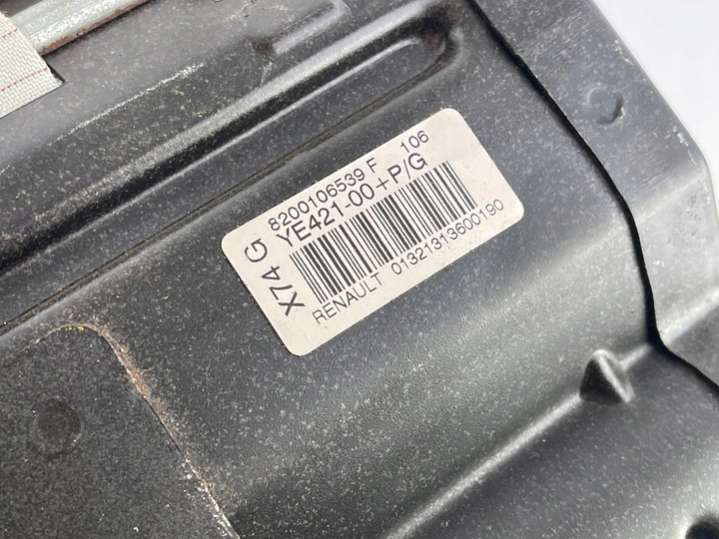 8200106539 F 106
YE421-00+P/G
X74 G
RENAULT 01321313600190